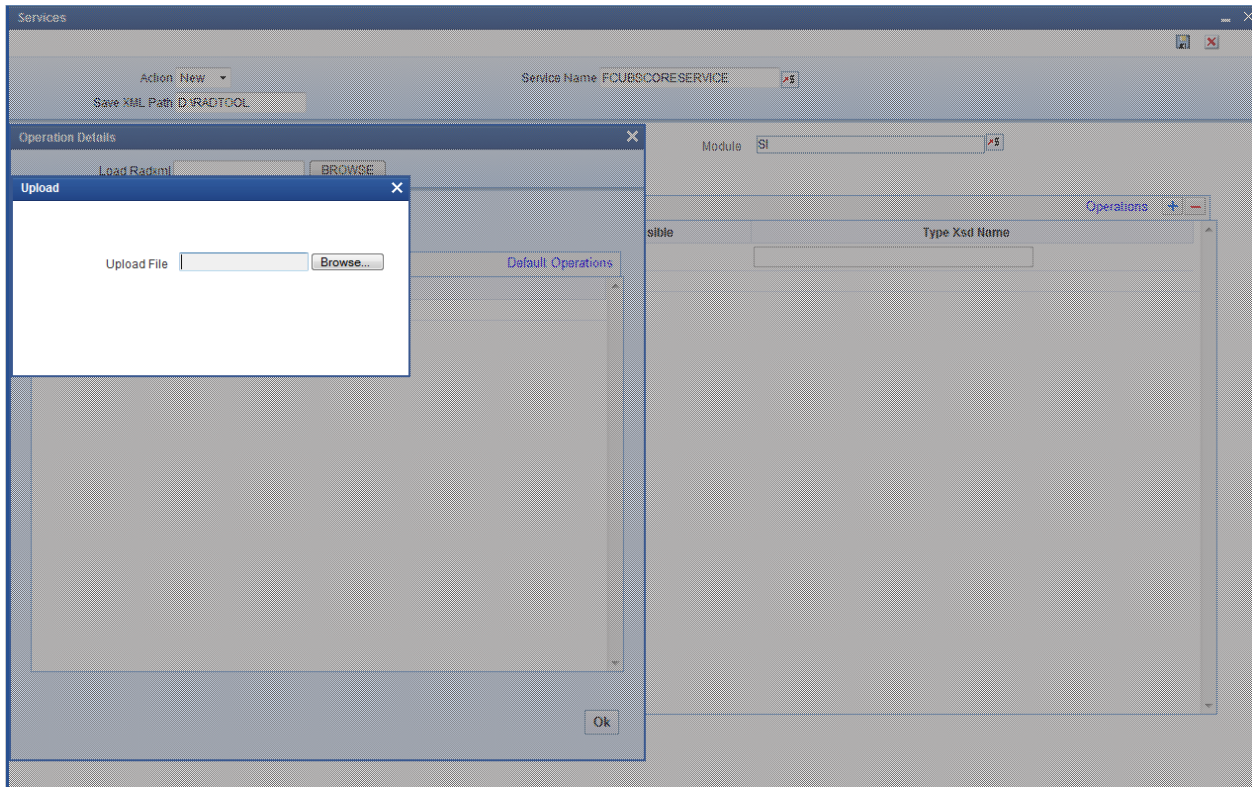 Services
Action New
Service Name FCUBSCORESERVICE
Save XML Path D:\RADTOOL
Operation Details
Module SI
Load Radxml BROWSE
Upload
Operations
sible Type Xsd Name
Upload File Browse...
Default Operations
Ok